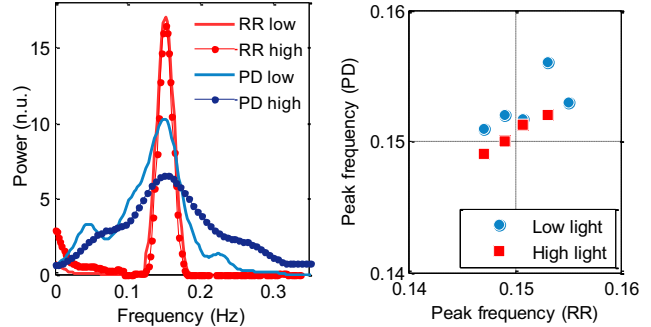 15
10
5
0
Power (n.u.)
0
0.1
0.2
0.3
Frequency (Hz)
RR low
RR high
PD low
PD high
0.16
0.15
0.14
Peak frequency (PD)
0.14
0.15
0.16
Peak frequency (RR)
Low light
High light